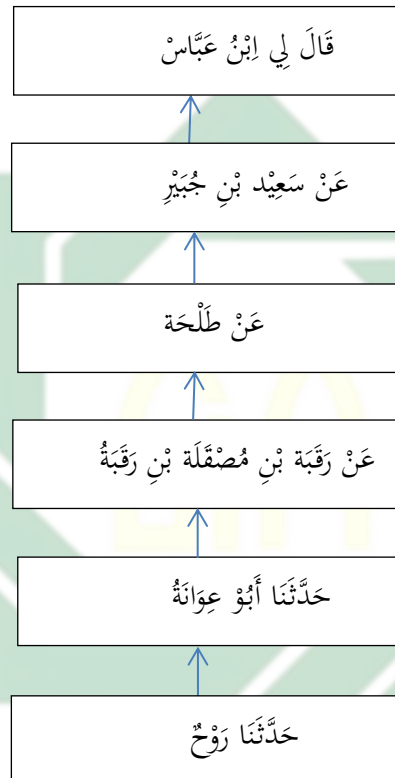 قَالَ لِي اِبْنُ عَبَّاسْ
عَنْ سَعِيْد بْنِ جُبَيْرِ
عَنْ طَلْحَة
عَنْ رَقَبَة بْنِ مُصْقَلَة بْنِ رَقَبَةُ
حَدَّثَنَا أَبُوْ عِوَانَةُ
حَدَّثَنَا رَوْحٌ